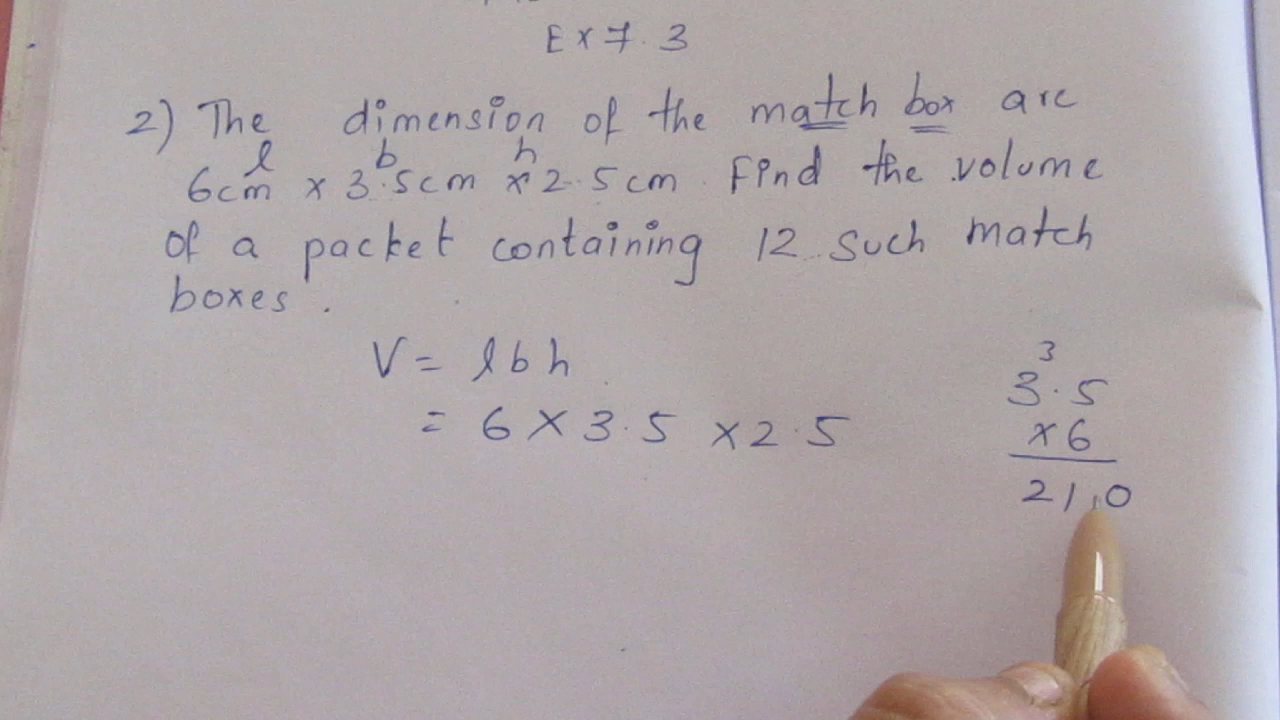 Ex 7.3
2) The dimension of the match box are
l b h
6cm x 3.5cm x 2.5cm. Find the volume
of a packet containing 12 such match
boxes.
V = lbh
= 6 x 3.5 x 2.5
3
3.5
x 6
21.0